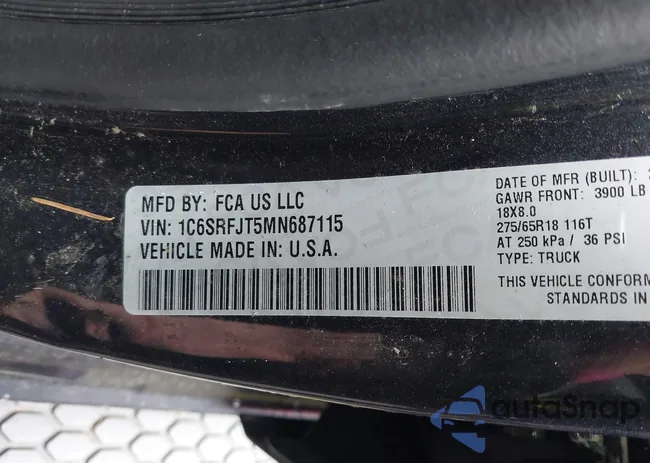 MFD BY: FCA US LLC
VIN: 1C6SRFJT5MN687115
VEHICLE MADE IN: U.S.A.
DATE OF MFR (BUILT): 2
GAWR FRONT: 3900 LB
18X8.0
275/65R18 116T
AT 250 kPa / 36 PSI
TYPE: TRUCK
THIS VEHICLE CONFORM
STANDARDS IN
autoSnap